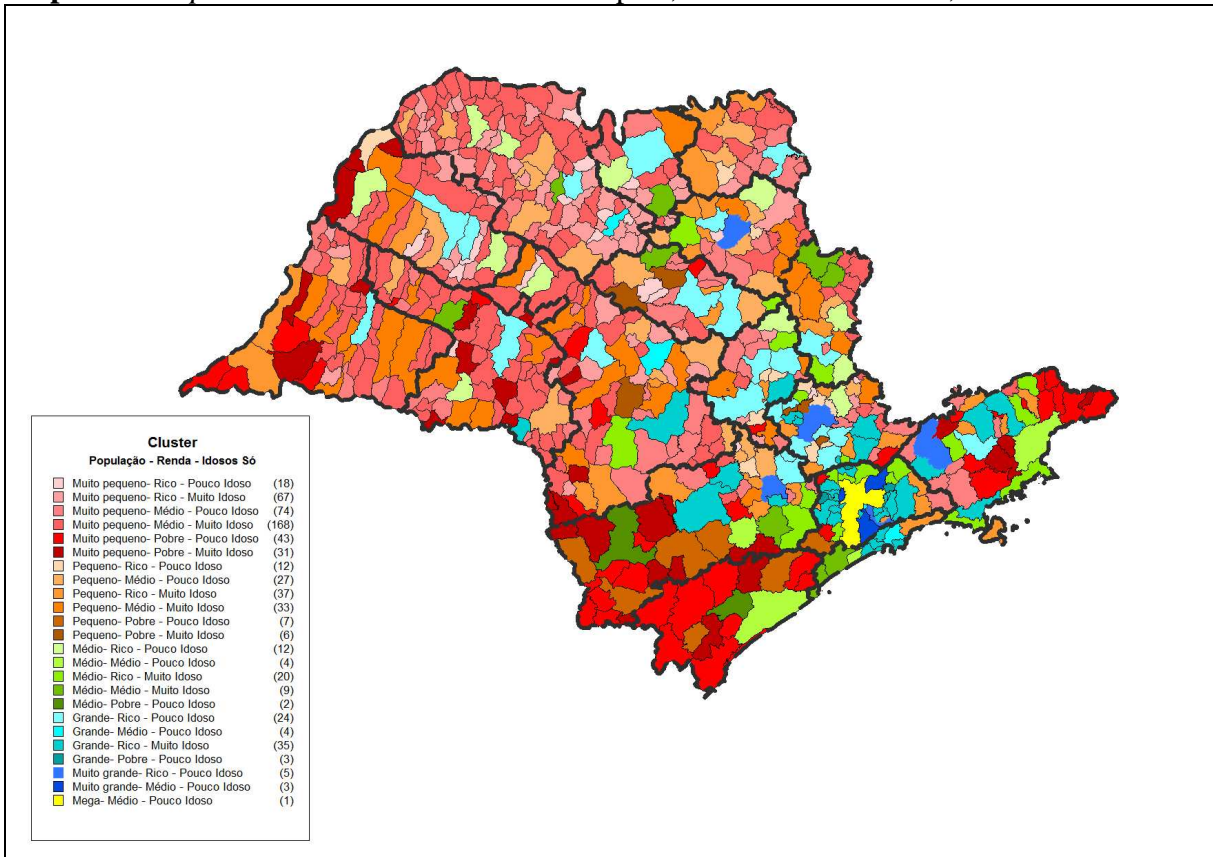 Cluster
População - Renda - Idosos Só
Muito pequeno- Rico - Pouco Idoso (18)
Muito pequeno- Rico - Muito Idoso (67)
Muito pequeno- Médio - Pouco Idoso (74)
Muito pequeno- Médio - Muito Idoso (168)
Muito pequeno- Pobre - Pouco Idoso (43)
Muito pequeno- Pobre - Muito Idoso (31)
Pequeno- Rico - Pouco Idoso (12)
Pequeno- Médio - Pouco Idoso (27)
Pequeno- Rico - Muito Idoso (37)
Pequeno- Médio - Muito Idoso (33)
Pequeno- Pobre - Pouco Idoso (7)
Pequeno- Pobre - Muito Idoso (6)
Médio- Rico - Pouco Idoso (12)
Médio- Médio - Pouco Idoso (4)
Médio- Rico - Muito Idoso (20)
Médio- Médio - Muito Idoso (9)
Médio- Pobre - Pouco Idoso (2)
Grande- Rico - Pouco Idoso (24)
Grande- Médio - Pouco Idoso (4)
Grande- Rico - Muito Idoso (35)
Grande- Pobre - Pouco Idoso (3)
Muito grande- Rico - Pouco Idoso (5)
Muito grande- Médio - Pouco Idoso (3)
Mega- Médio - Pouco Idoso (1)